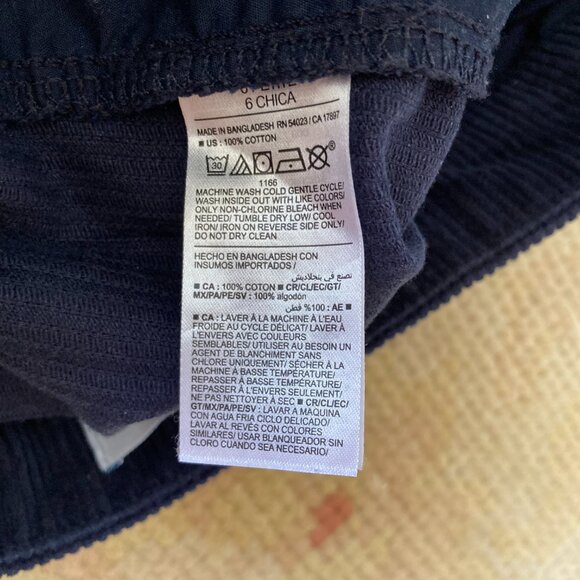 6 CHICA
MADE IN BANGLADESH RN 54023 / CA 17897
■ US : 100% COTTON
30
®
1166
MACHINE WASH COLD GENTLE CYCLE/
WASH INSIDE OUT WITH LIKE COLORS/
ONLY NON-CHLORINE BLEACH WHEN
NEEDED/ TUMBLE DRY LOW/ COOL
IRON/ IRON ON REVERSE SIDE ONLY/
DO NOT DRY CLEAN
HECHO EN BANGLADESH CON
INSUMOS IMPORTADOS / صنع في بنجلاديش
■ CA : 100% COTTON ■ CR/CL/EC/GT/
MX/PA/PE/SV : 100% algodón
■ AE : 100% قطن
■ CA : LAVER À LA MACHINE À L'EAU
FROIDE AU CYCLE DÉLICAT/ LAVER À
L'ENVERS AVEC COULEURS
SEMBLABLES/ UTILISER AU BESOIN UN
AGENT DE BLANCHIMENT SANS
CHLORE UNIQUEMENT/ SÉCHER À LA
MACHINE À BASSE TEMPÉRATURE/
REPASSER À BASSE TEMPÉRATURE/
REPASSER À L'ENVERS SEULEMENT/
NE PAS NETTOYER À SEC ■ CR/CL/EC/
GT/MX/PA/PE/SV : LAVAR A MAQUINA
CON AGUA FRIA CICLO DELICADO/
LAVAR AL REVÉS CON COLORES
SIMILARES/ USAR BLANQUEADOR SIN
CLORO CUANDO SEA NECESARIO/